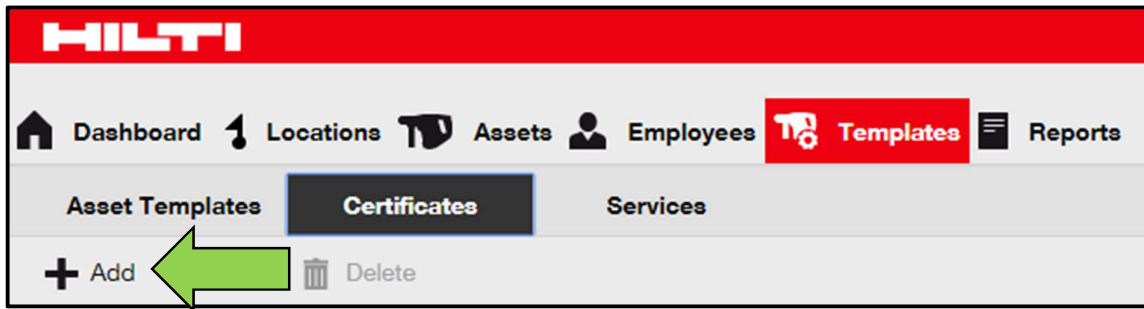 HILTI
Dashboard Locations Assets Employees Templates Reports
Asset Templates Certificates Services
Add Delete